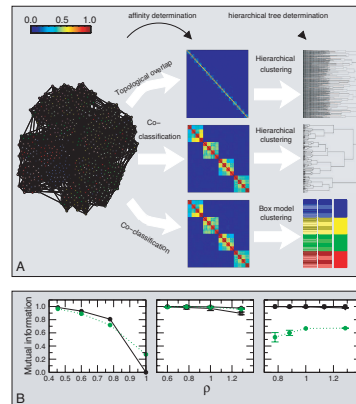 affinity determination
hierarchical tree determination
0.0 0.5 1.0
Topological overlap
Hierarchical
clustering
Co-
classification
Hierarchical
clustering
Co-classification
Box model
clustering
A
Mutual information
1.0
0.8
0.6
0.4
0.2
0.0
0.4 0.5 0.6 0.7 0.8 0.9 1
0.6 0.8 1 1.2
0.8 1 1.2
ρ
B